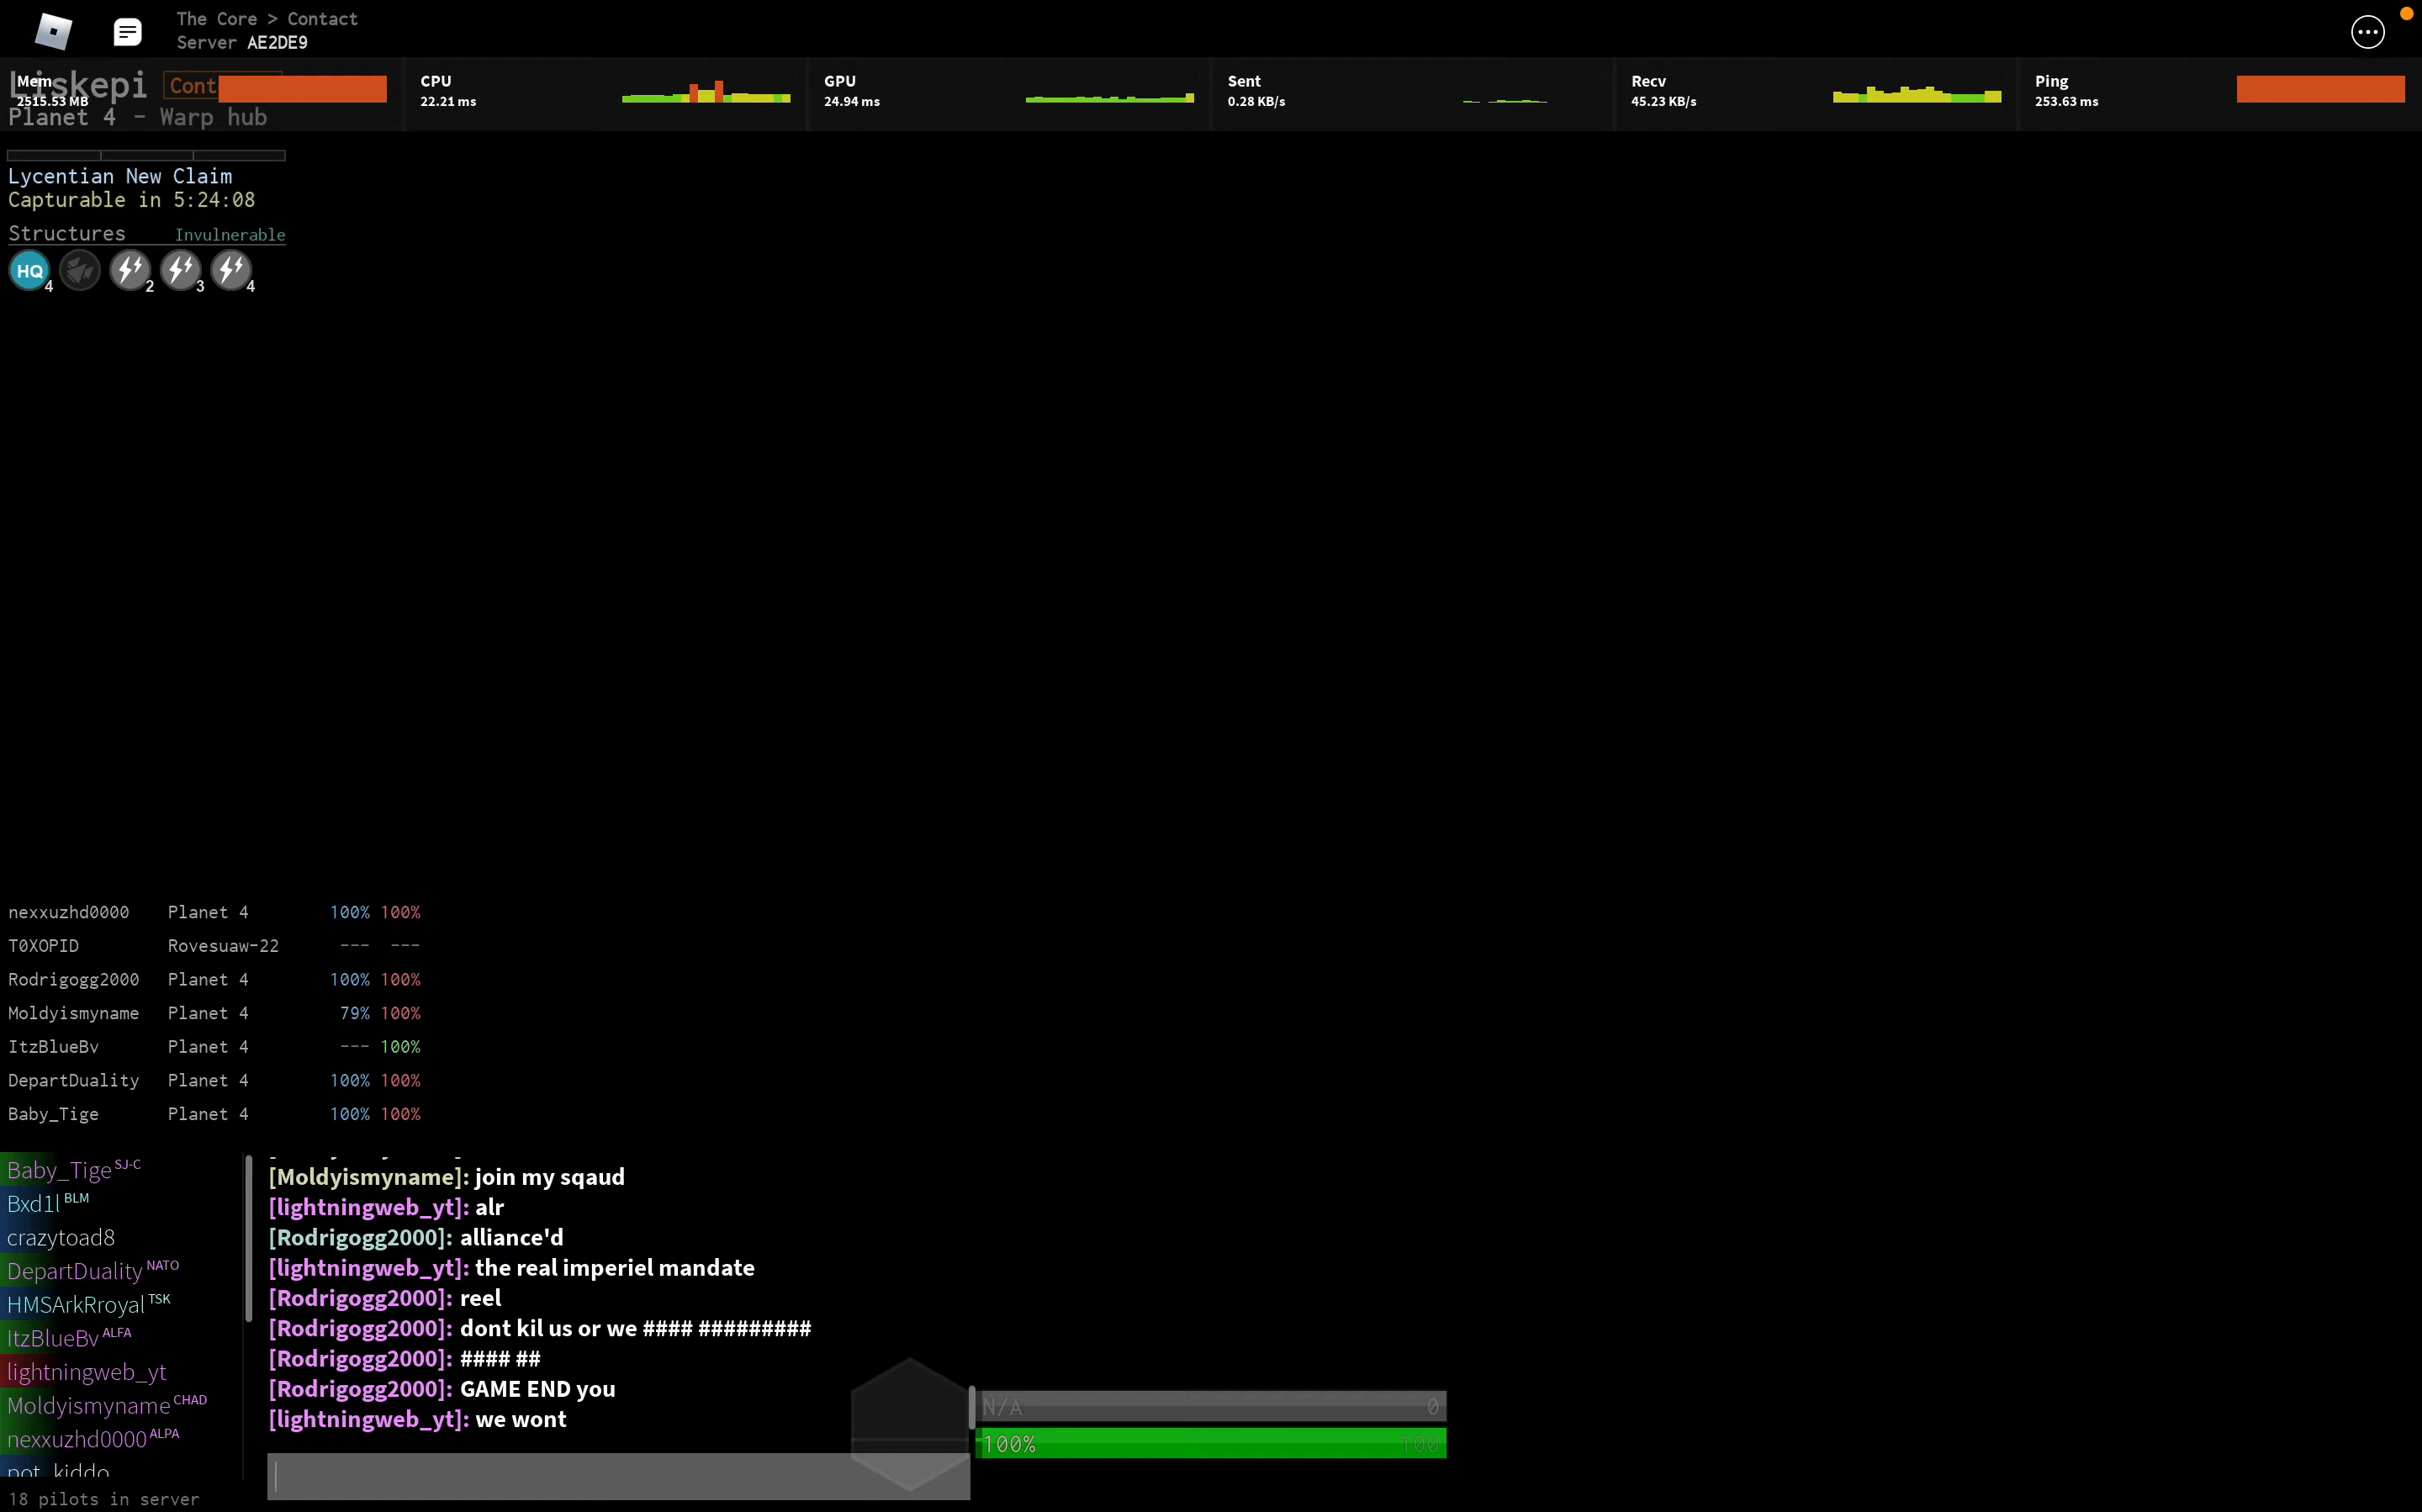 The Core > Contact
Server AE2DE9
Liskepi Cont
Mem
2515.53 MB
CPU
22.21 ms
GPU
24.94 ms
Sent
0.28 KB/s
Recv
45.23 KB/s
Ping
253.63 ms
Planet 4 - Warp hub
Lycentian New Claim
Capturable in 5:24:08
Structures Invulnerable
HQ 4 2 3 4
nexxuzhd0000 Planet 4 100% 100%
T0XOPID Rovesuaw-22 --- ---
Rodrigogg2000 Planet 4 100% 100%
Moldyismyname Planet 4 79% 100%
ItzBlueBv Planet 4 --- 100%
DepartDuality Planet 4 100% 100%
Baby_Tige Planet 4 100% 100%
Baby_Tige SJ-C
Bxd1l BLM
crazytoad8
DepartDuality NATO
HMSArkRroyal TSK
ItzBlueBv ALFA
lightningweb_yt
Moldyismyname CHAD
nexxuzhd0000 ALPA
pot_kiddo
18 pilots in server
[Moldyismyname]: join my sqaud
[lightningweb_yt]: alr
[Rodrigogg2000]: alliance'd
[lightningweb_yt]: the real imperiel mandate
[Rodrigogg2000]: reel
[Rodrigogg2000]: dont kil us or we #### #########
[Rodrigogg2000]: #### ##
[Rodrigogg2000]: GAME END you
[lightningweb_yt]: we wont
N/A 0
100% 100